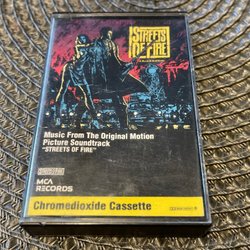 STREETS
OF FIRE
Music From The Original Motion
Picture Soundtrack
"STREETS OF FIRE"
MCA
RECORDS
Chromedioxide Cassette